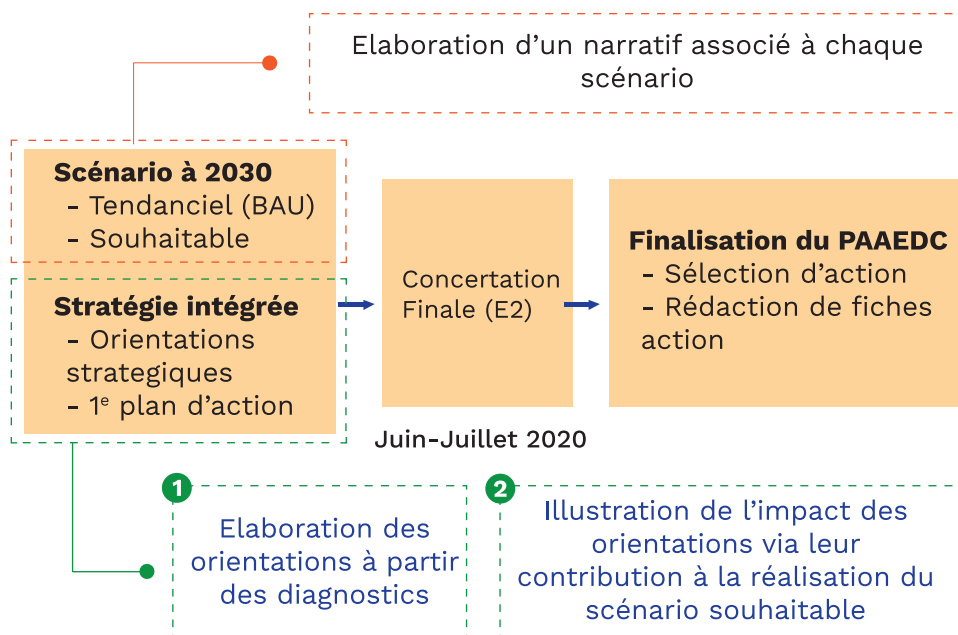 Elaboration d’un narratif associé à chaque
scénario
Scénario à 2030
- Tendanciel (BAU)
- Souhaitable
Stratégie intégrée
- Orientations
strategiques
- 1e plan d’action
Concertation
Finale (E2)
Finalisation du PAAEDC
- Sélection d’action
- Rédaction de fiches
action
Juin-Juillet 2020
1
Elaboration des
orientations à partir
des diagnostics
2
Illustration de l’impact des
orientations via leur
contribution à la réalisation du
scénario souhaitable